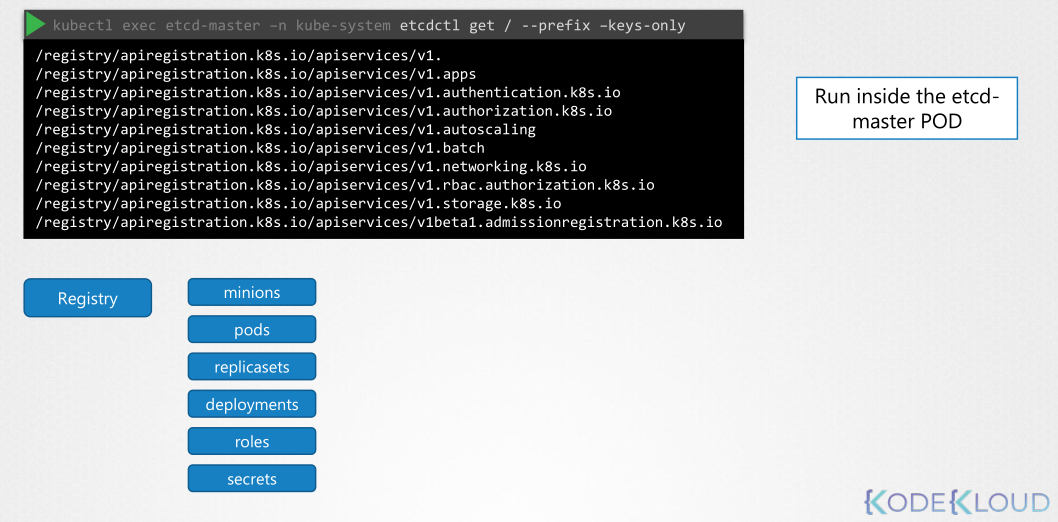 kubectl exec etcd-master –n kube-system etcdctl get / --prefix –keys-only
/registry/apiregistration.k8s.io/apiservices/v1.
/registry/apiregistration.k8s.io/apiservices/v1.apps
/registry/apiregistration.k8s.io/apiservices/v1.authentication.k8s.io
/registry/apiregistration.k8s.io/apiservices/v1.authorization.k8s.io
/registry/apiregistration.k8s.io/apiservices/v1.autoscaling
/registry/apiregistration.k8s.io/apiservices/v1.batch
/registry/apiregistration.k8s.io/apiservices/v1.networking.k8s.io
/registry/apiregistration.k8s.io/apiservices/v1.rbac.authorization.k8s.io
/registry/apiregistration.k8s.io/apiservices/v1.storage.k8s.io
/registry/apiregistration.k8s.io/apiservices/v1beta1.admissionregistration.k8s.io
Run inside the etcd-
master POD
Registry
minions
pods
replicasets
deployments
roles
secrets
KODEKLOUD